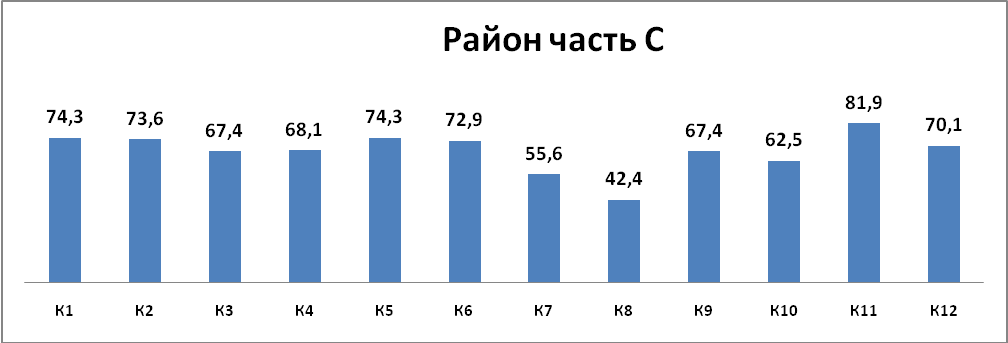 Район часть С
74,3 73,6 67,4 68,1 74,3 72,9 55,6 42,4 67,4 62,5 81,9 70,1
К1 К2 К3 К4 К5 К6 К7 К8 К9 К10 К11 К12